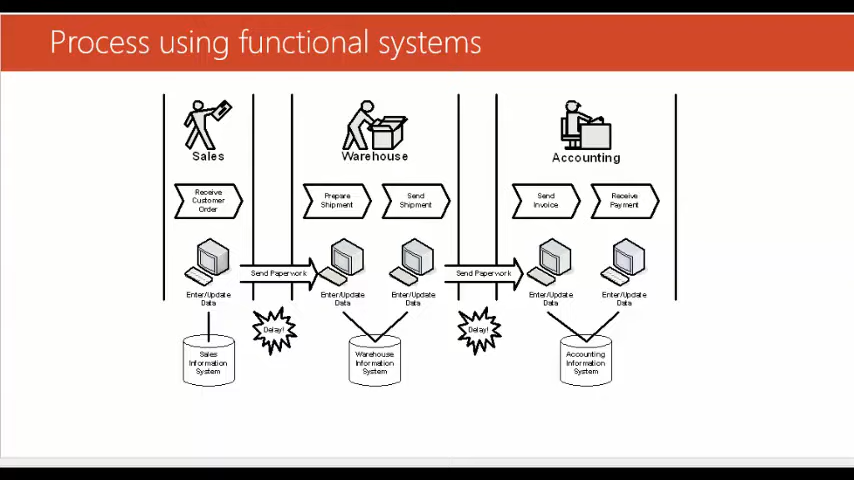 Process using functional systems
Sales
Warehouse
Accounting
Receive
Customer
Order
Prepare
Shipment
Send
Shipment
Send
Invoice
Receive
Payment
Send Paperwork
Send Paperwork
Enter/Update
Data
Enter/Update
Data
Enter/Update
Data
Enter/Update
Data
Enter/Update
Data
Delay!
Delay!
Sales
Information
System
Warehouse
Information
System
Accounting
Information
System